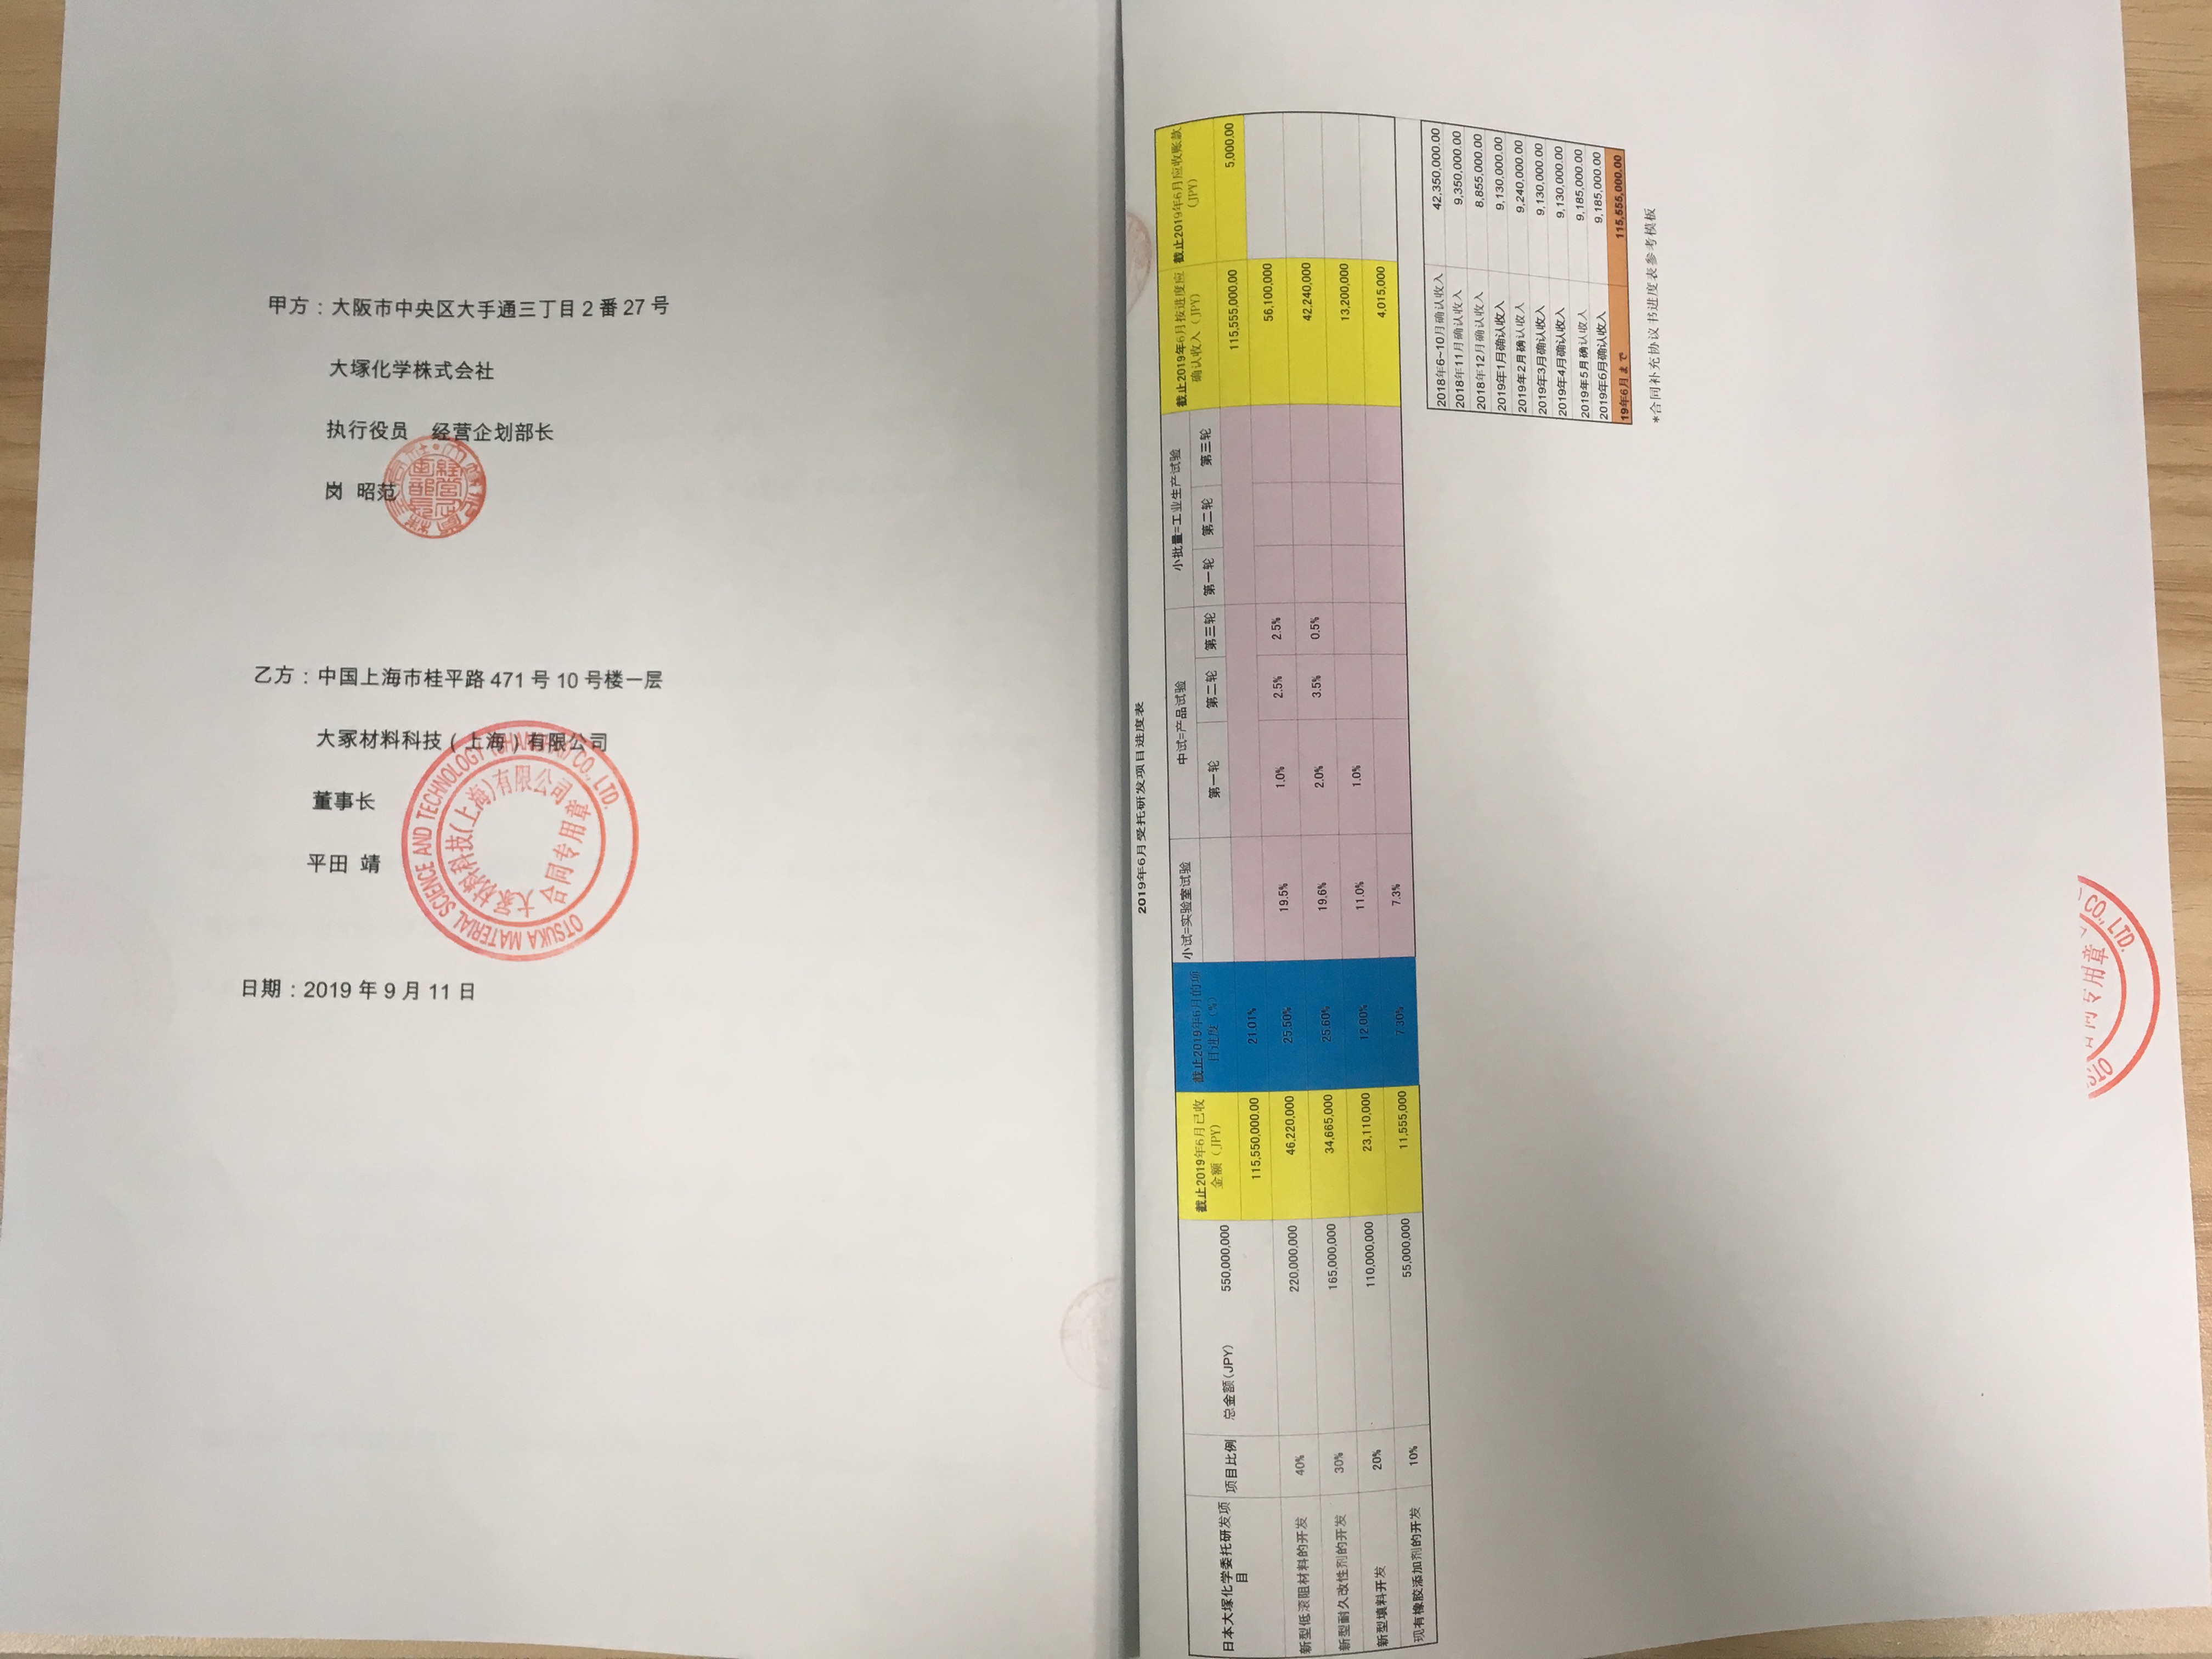 甲方：大阪市中央区大手通三丁目 2 番 27 号
大塚化学株式会社
执行役员 经营企划部长
岗 昭范
乙方：中国上海市桂平路 471 号 10 号楼一层
大冢材料科技（上海）有限公司
董事长
平田 靖
OTSUKA MATERIAL SCIENCE AND TECHNOLOGY (SHANGHAI) CO., LTD.
大冢材料科技(上海)有限公司
合同专用章
日期：2019 年 9 月 11 日
2019年6月受托研发项目进度表
日本大塚化学委托研发项目 项目比例 总金额(JPY) 550,000,000 截止2019年6月已收金额（JPY) 截止2019年6月的项目进度（%） 小试=实验室试验 中试=产品试验 小批量=工业生产试验 截止2019年6月按进度应确认收入（JPY) 截止2019年6月应收账款(JPY)
第一轮 第二轮 第三轮 第一轮 第二轮 第三轮
115,550,000.00 21.01% 115,555,000.00 5,000.00
新型低滚阻材料的开发 40% 220,000,000 46,220,000 25.50% 19.5% 1.0% 2.5% 2.5% 56,100,000
新型耐久改性剂的开发 30% 165,000,000 34,665,000 25.60% 19.6% 2.0% 3.5% 0.5% 42,240,000
新型填料开发 20% 110,000,000 23,110,000 12.00% 11.0% 1.0% 13,200,000
现有橡胶添加剂的开发 10% 55,000,000 11,555,000 7.30% 7.3% 4,015,000
2018年6~10月确认收入 42,350,000.00
2018年11月确认收入 9,350,000.00
2018年12月确认收入 8,855,000.00
2019年1月确认收入 9,130,000.00
2019年2月确认收入 9,240,000.00
2019年3月确认收入 9,130,000.00
2019年4月确认收入 9,130,000.00
2019年5月确认收入 9,185,000.00
2019年6月确认收入 9,185,000.00
19年6月まで 115,555,000.00
*合同补充协议书进度表参考模板
合同专用章
CO., LTD.